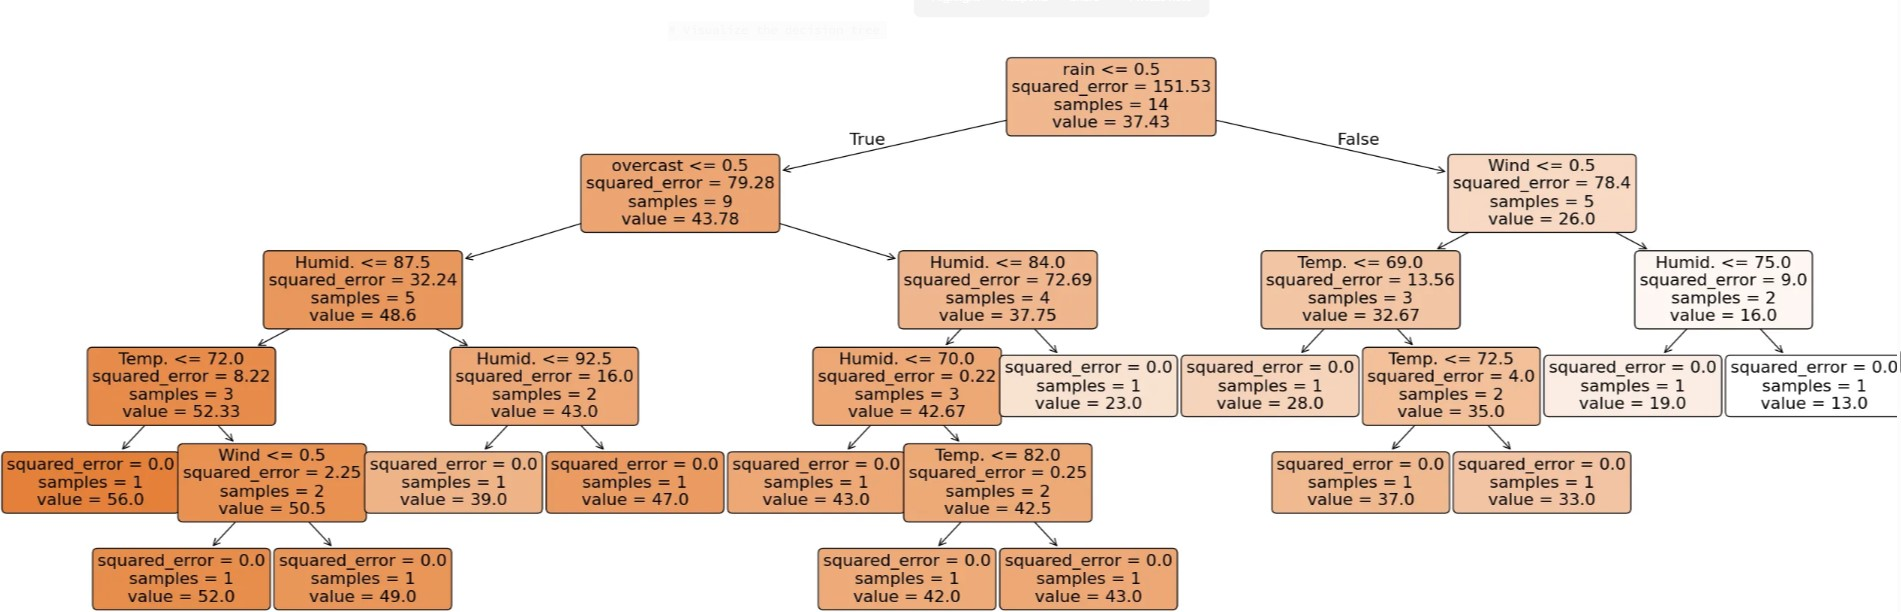 rain <= 0.5
squared_error = 151.53
samples = 14
value = 37.43
True
False
overcast <= 0.5
squared_error = 79.28
samples = 9
value = 43.78
Wind <= 0.5
squared_error = 78.4
samples = 5
value = 26.0
Humid. <= 87.5
squared_error = 32.24
samples = 5
value = 48.6
Humid. <= 84.0
squared_error = 72.69
samples = 4
value = 37.75
Temp. <= 69.0
squared_error = 13.56
samples = 3
value = 32.67
Humid. <= 75.0
squared_error = 9.0
samples = 2
value = 16.0
Temp. <= 72.0
squared_error = 8.22
samples = 3
value = 52.33
Humid. <= 92.5
squared_error = 16.0
samples = 2
value = 43.0
Humid. <= 70.0
squared_error = 0.22
samples = 3
value = 42.67
squared_error = 0.0
samples = 1
value = 23.0
squared_error = 0.0
samples = 1
value = 28.0
Temp. <= 72.5
squared_error = 4.0
samples = 2
value = 35.0
squared_error = 0.0
samples = 1
value = 19.0
squared_error = 0.0
samples = 1
value = 13.0
squared_error = 0.0
samples = 1
value = 56.0
Wind <= 0.5
squared_error = 2.25
samples = 2
value = 50.5
squared_error = 0.0
samples = 1
value = 39.0
squared_error = 0.0
samples = 1
value = 47.0
squared_error = 0.0
samples = 1
value = 43.0
Temp. <= 82.0
squared_error = 0.25
samples = 2
value = 42.5
squared_error = 0.0
samples = 1
value = 37.0
squared_error = 0.0
samples = 1
value = 33.0
squared_error = 0.0
samples = 1
value = 52.0
squared_error = 0.0
samples = 1
value = 49.0
squared_error = 0.0
samples = 1
value = 42.0
squared_error = 0.0
samples = 1
value = 43.0